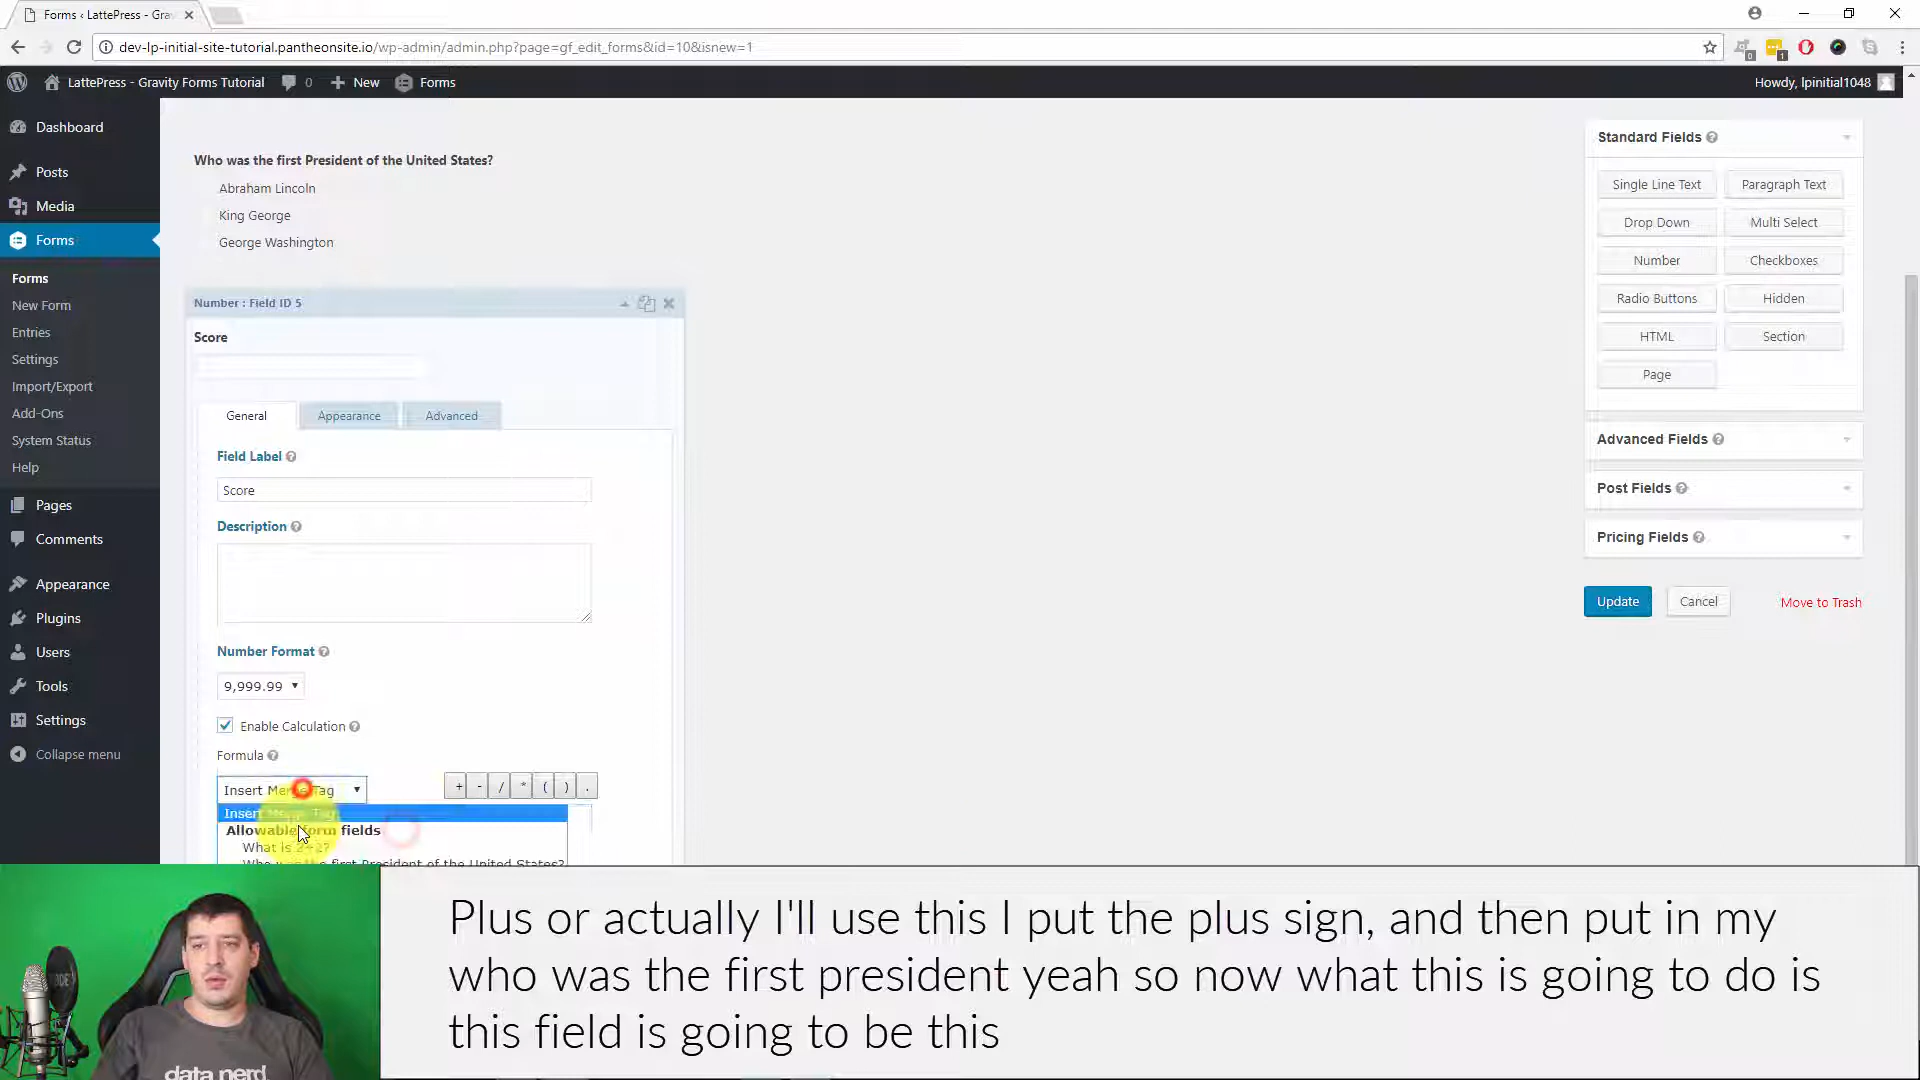 Forms ‹ LattePress - Gra
dev-lp-initial-site-tutorial.pantheonsite.io/wp-admin/admin.php?page=gf_edit_forms&id=10&isnew=1
0
1
LattePress - Gravity Forms Tutorial
0
New
Forms
Howdy, lpinitial1048
Dashboard
Posts
Media
Forms
Forms
New Form
Entries
Settings
Import/Export
Add-Ons
System Status
Help
Pages
Comments
Appearance
Plugins
Users
Tools
Settings
Collapse menu
Who was the first President of the United States?
Abraham Lincoln
King George
George Washington
Number : Field ID 5
Score
General
Appearance
Advanced
Field Label
Score
Description
Number Format
9,999.99
Enable Calculation
Formula
Insert Merge Tag
+ - / * ( ) .
Insert Merge Tag
Allowable form fields
What is 2+2?
Who was the first President of the United States?
Standard Fields
Single Line Text
Paragraph Text
Drop Down
Multi Select
Number
Checkboxes
Radio Buttons
Hidden
HTML
Section
Page
Advanced Fields
Post Fields
Pricing Fields
Update
Cancel
Move to Trash
data nerd
Plus or actually I'll use this I put the plus sign, and then put in my
who was the first president yeah so now what this is going to do is
this field is going to be this